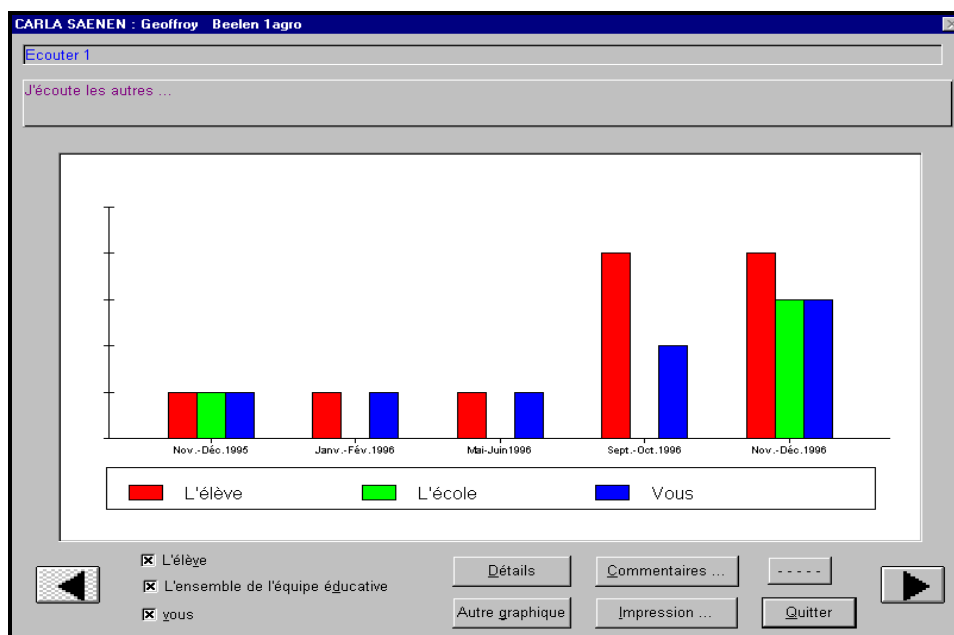 CARLA SAENEN : Geoffroy Beelen 1agro
Ecouter 1
J'écoute les autres ...
Nov.-Déc.1995 Janv.-Fév.1996 Mai-Juin1996 Sept.-Oct.1996 Nov.-Déc.1996
L'élève L'école Vous
L'élève
L'ensemble de l'équipe éducative
vous
Détails Commentaires ... - - - - -
Autre graphique Impression ... Quitter